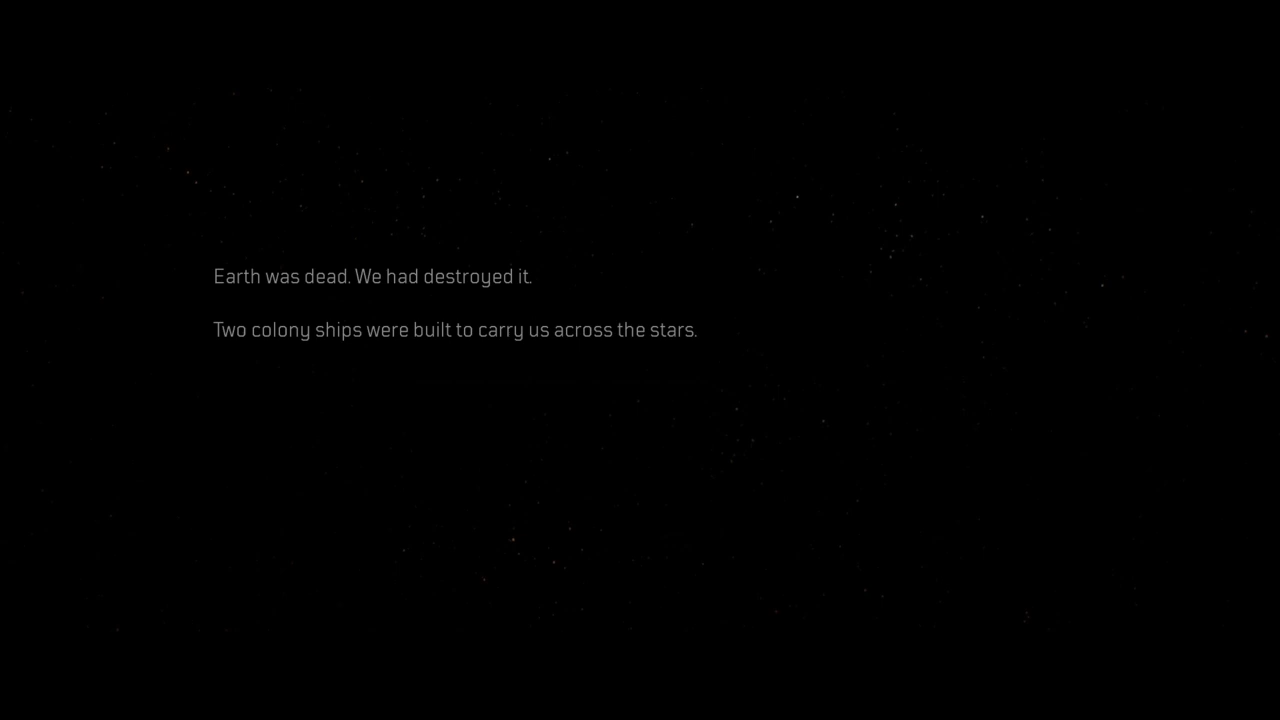 Earth was dead. We had destroyed it.
Two colony ships were built to carry us across the stars.